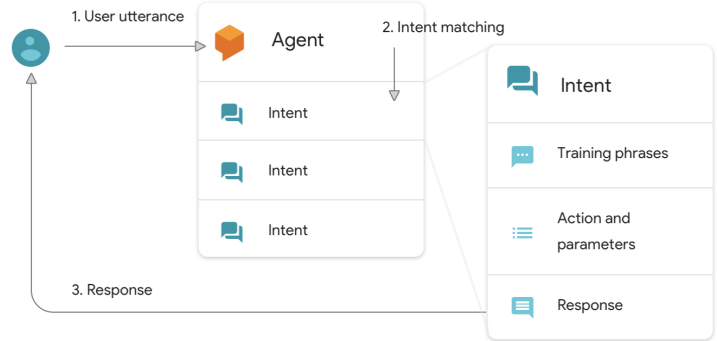 1. User utterance
Agent
2. Intent matching
Intent
Intent
Intent
Intent
Training phrases
Action and
parameters
Response
3. Response